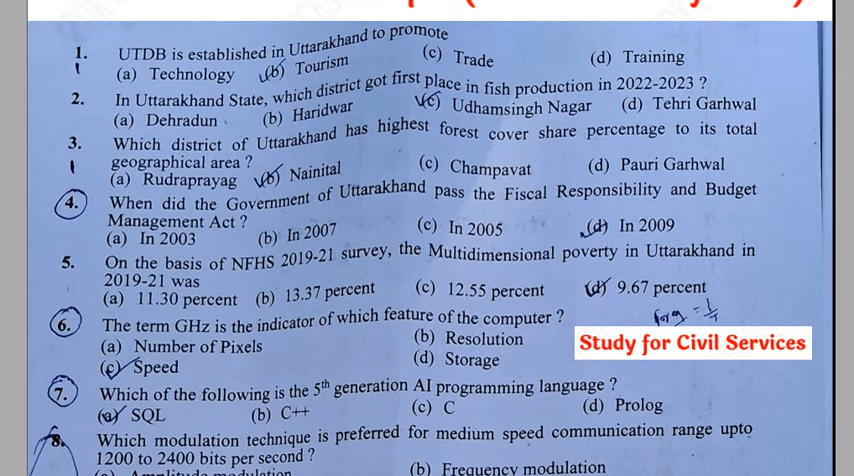 1. UTDB is established in Uttarakhand to promote
(a) Technology (b) Tourism (c) Trade (d) Training
2. In Uttarakhand State, which district got first place in fish production in 2022-2023 ?
(a) Dehradun (b) Haridwar (c) Udhamsingh Nagar (d) Tehri Garhwal
3. Which district of Uttarakhand has highest forest cover share percentage to its total
geographical area ?
(a) Rudraprayag (b) Nainital (c) Champavat (d) Pauri Garhwal
4. When did the Government of Uttarakhand pass the Fiscal Responsibility and Budget
Management Act ?
(a) In 2003 (b) In 2007 (c) In 2005 (d) In 2009
5. On the basis of NFHS 2019-21 survey, the Multidimensional poverty in Uttarakhand in
2019-21 was
(a) 11.30 percent (b) 13.37 percent (c) 12.55 percent (d) 9.67 percent
6. The term GHz is the indicator of which feature of the computer ?
(a) Number of Pixels (b) Resolution
(c) Speed (d) Storage
Study for Civil Services
7. Which of the following is the 5th generation AI programming language ?
(a) SQL (b) C++ (c) C (d) Prolog
8. Which modulation technique is preferred for medium speed communication range upto
1200 to 2400 bits per second ?
(a) Amplitude modulation (b) Frequency modulation